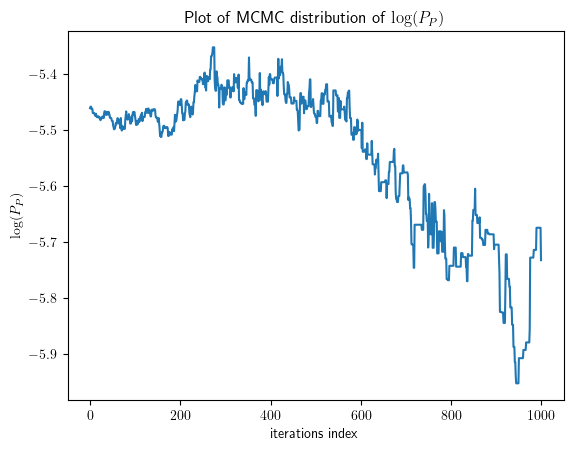 Plot of MCMC distribution of log(P_P)
−5.4
−5.5
−5.6
−5.7
−5.8
−5.9
log(P_P)
0 200 400 600 800 1000
iterations index